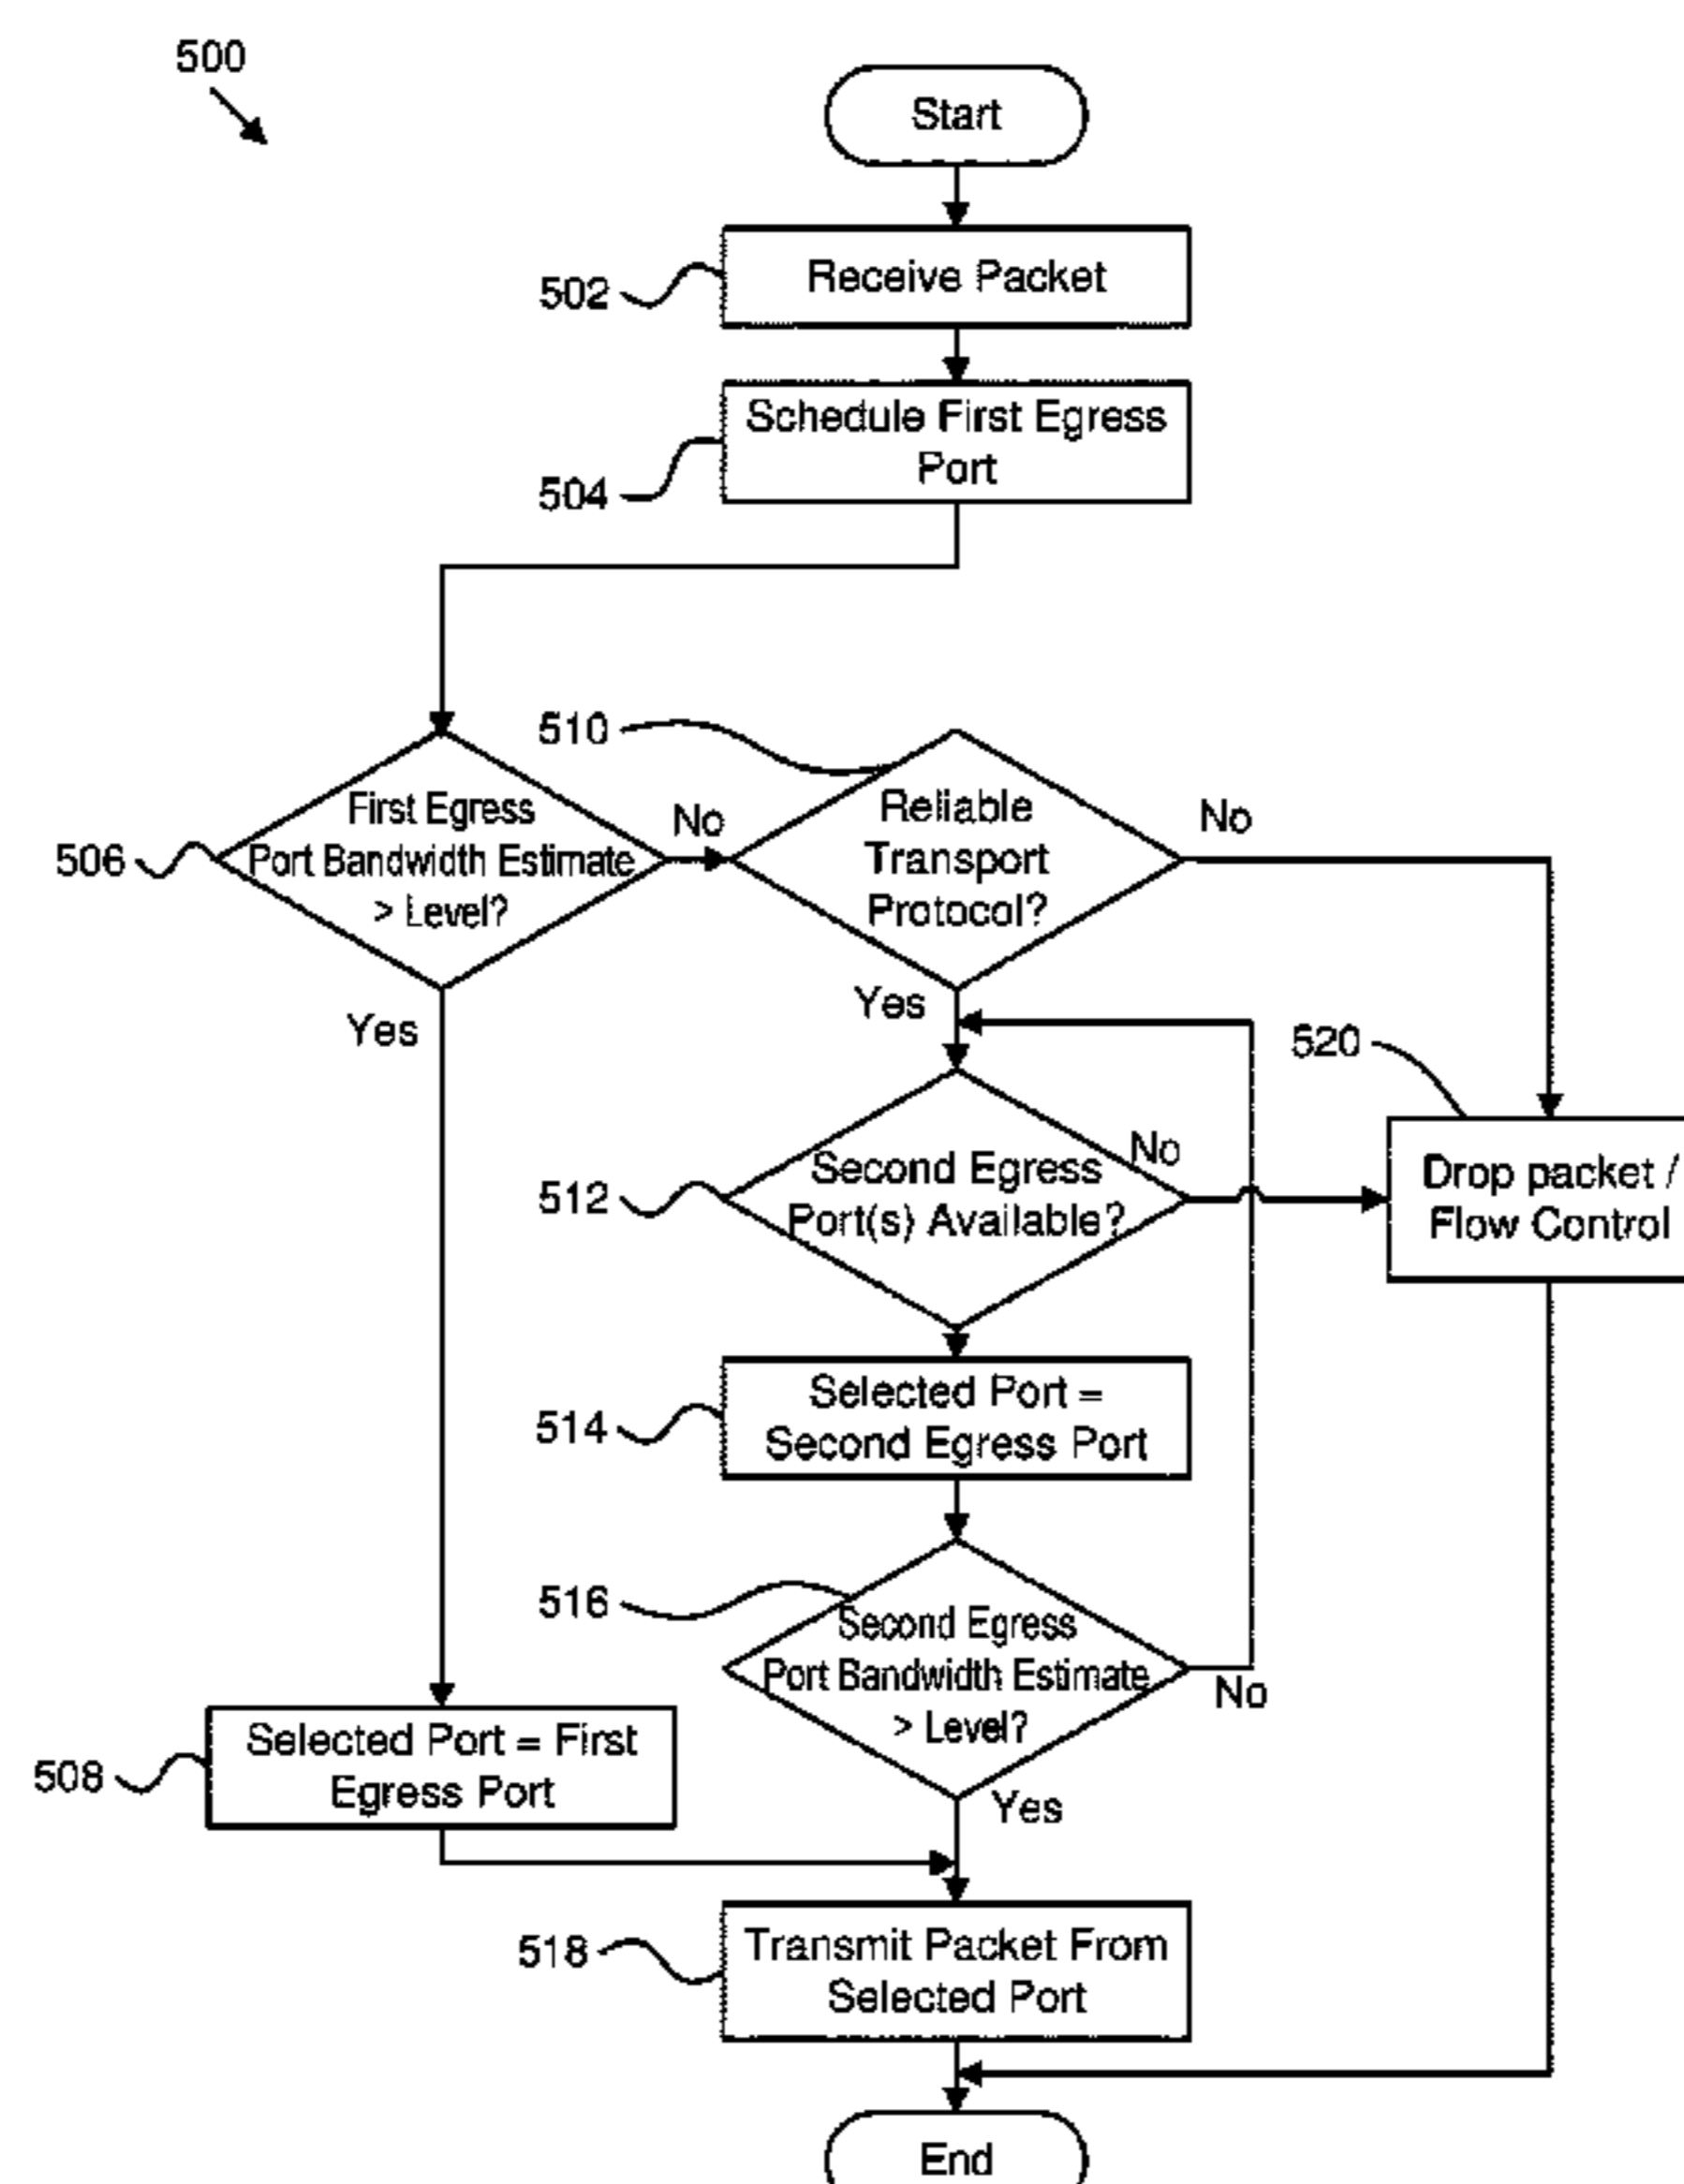 500
Start
Receive Packet
502
Schedule First Egress
Port
504
510
First Egress
Port Bandwidth Estimate
> Level?
506
No
Reliable
Transport
Protocol?
No
Yes
Yes
520
Second Egress
Port(s) Available?
No
512
Drop packet /
Flow Control
Selected Port =
Second Egress Port
514
516
Second Egress
Port Bandwidth Estimate
> Level?
No
Selected Port = First
Egress Port
508
Yes
Transmit Packet From
Selected Port
518
End